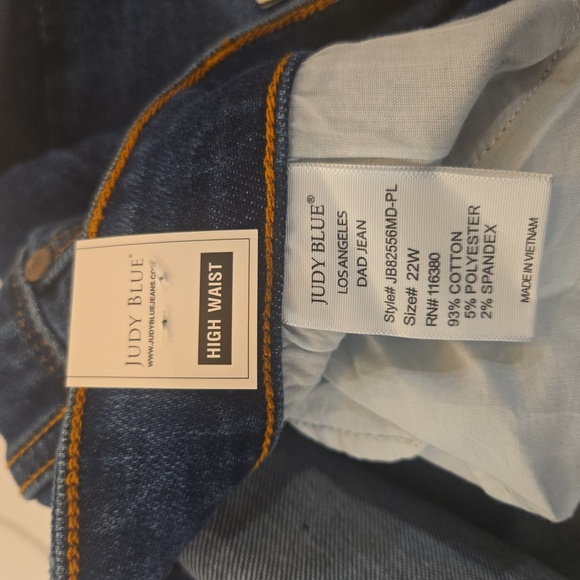 JUDY BLUE®
WWW.JUDYBLUEJEANS.COM
HIGH WAIST
JUDY BLUE®
LOS ANGELES
DAD JEAN
Style# JB82556MD-PL
Size# 22W
RN# 116380
93% COTTON
5% POLYESTER
2% SPANDEX
MADE IN VIETNAM